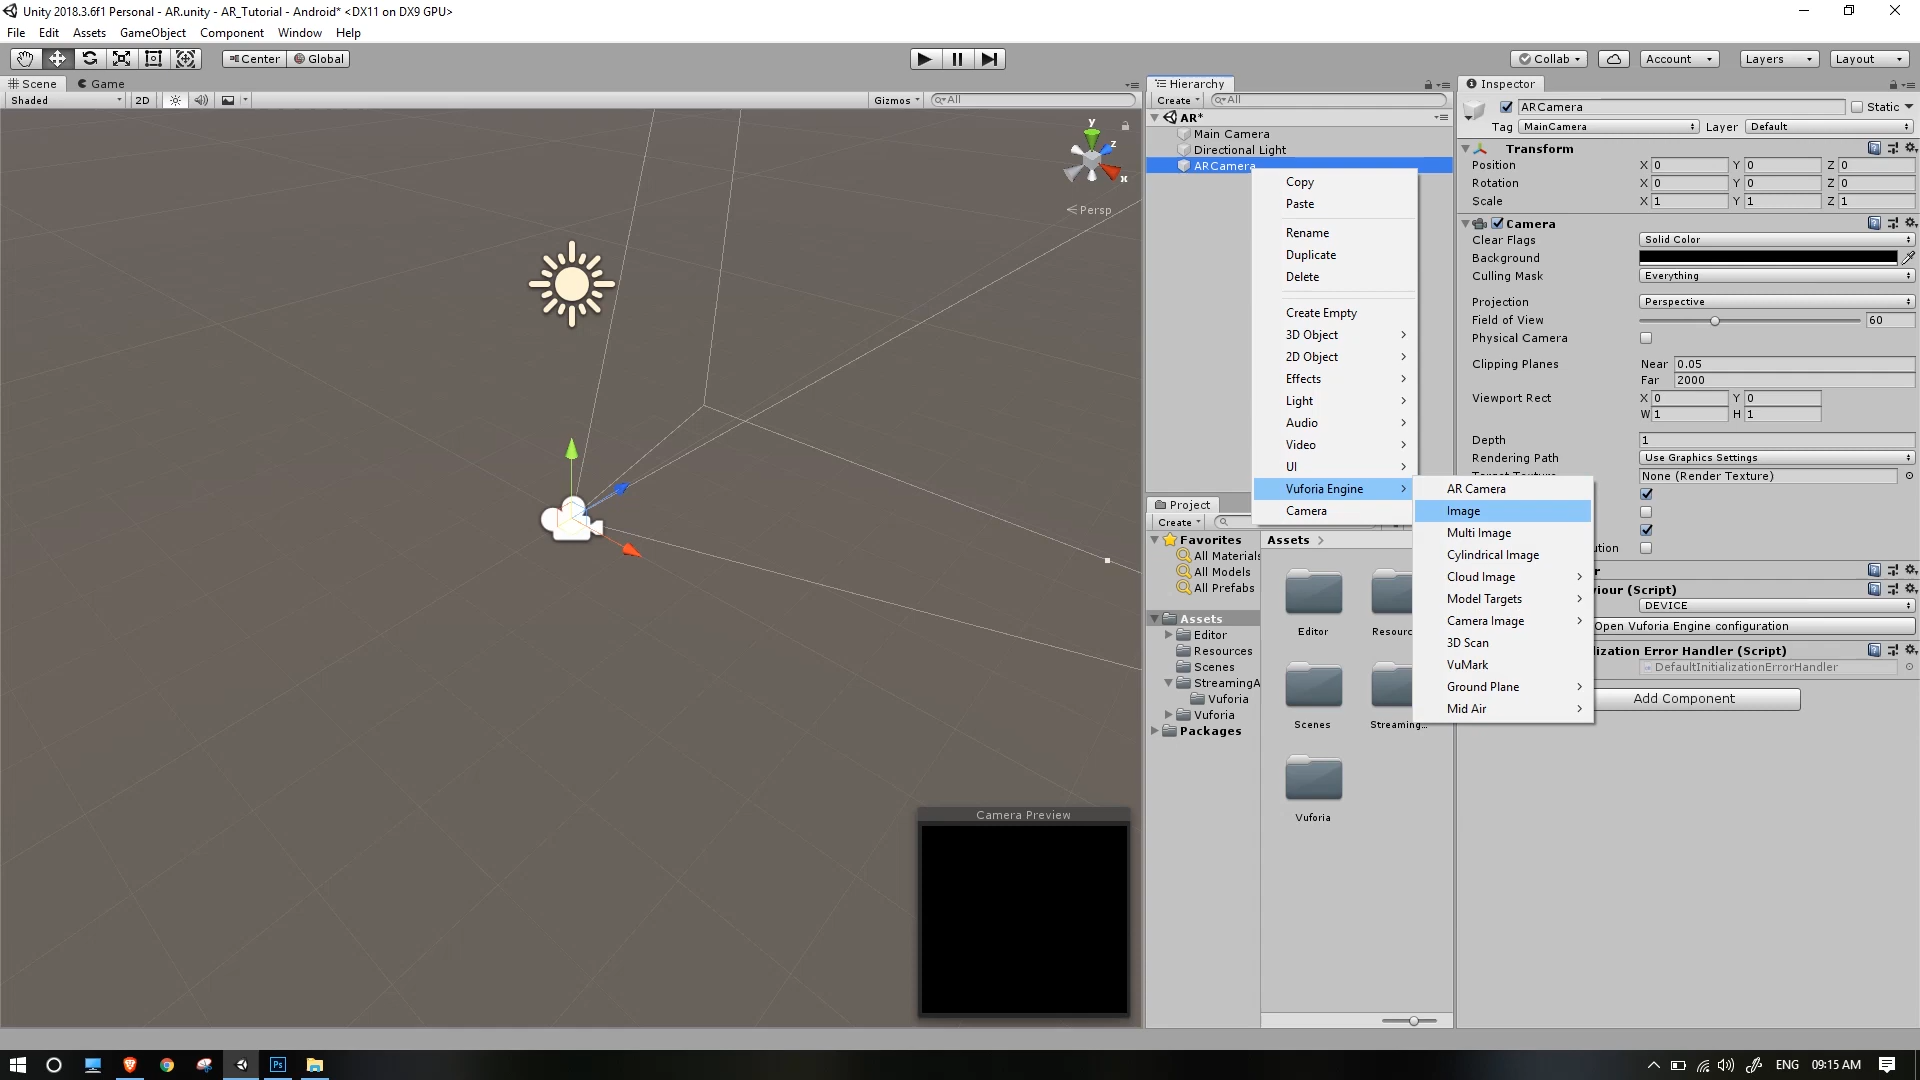 Unity 2018.3.6f1 Personal - AR.unity - AR_Tutorial - Android* <DX11 on DX9 GPU>
File Edit Assets GameObject Component Window Help
Center Global
Collab Account Layers Layout
Scene Game
Shaded 2D Gizmos All
y
z
x
Persp
Camera Preview
Hierarchy
Create All
AR*
Main Camera
Directional Light
ARCamera
Copy
Paste
Rename
Duplicate
Delete
Create Empty
3D Object
2D Object
Effects
Light
Audio
Video
UI
Vuforia Engine
Camera
AR Camera
Image
Multi Image
Cylindrical Image
Cloud Image
Model Targets
Camera Image
3D Scan
VuMark
Ground Plane
Mid Air
Project
Create
Favorites
All Materials
All Models
All Prefabs
Assets
Editor
Resources
Scenes
StreamingA
Vuforia
Vuforia
Packages
Assets
Editor
Resourc
Scenes
Streaming...
Vuforia
Inspector
ARCamera Static
Tag MainCamera Layer Default
Transform
Position X 0 Y 0 Z 0
Rotation X 0 Y 0 Z 0
Scale X 1 Y 1 Z 1
Camera
Clear Flags Solid Color
Background
Culling Mask Everything
Projection Perspective
Field of View 60
Physical Camera
Clipping Planes Near 0.05
Far 2000
Viewport Rect X 0 Y 0
W 1 H 1
Depth 1
Rendering Path Use Graphics Settings
None (Render Texture)
ution
r
viour (Script)
DEVICE
Open Vuforia Engine configuration
lization Error Handler (Script)
DefaultInitializationErrorHandler
Add Component
Ps
ENG 09:15 AM